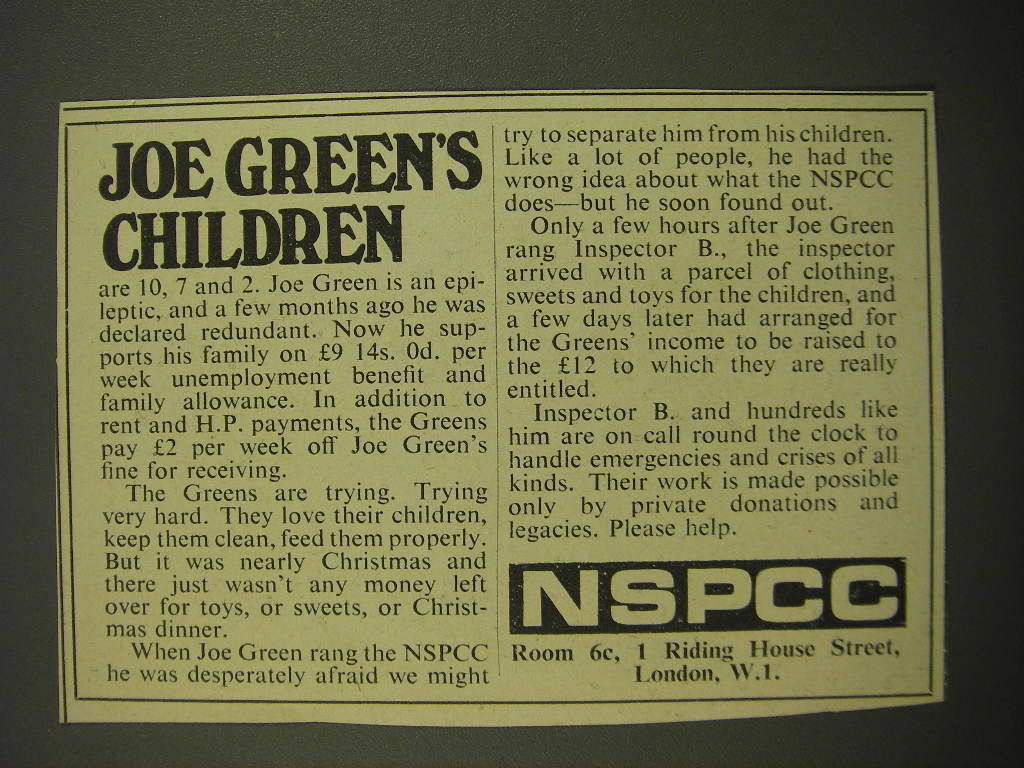 JOE GREEN'S
CHILDREN
are 10, 7 and 2. Joe Green is an epi-
leptic, and a few months ago he was
declared redundant. Now he sup-
ports his family on £9 14s. 0d. per
week unemployment benefit and
family allowance. In addition to
rent and H.P. payments, the Greens
pay £2 per week off Joe Green's
fine for receiving.
The Greens are trying. Trying
very hard. They love their children,
keep them clean, feed them properly.
But it was nearly Christmas and
there just wasn't any money left
over for toys, or sweets, or Christ-
mas dinner.
When Joe Green rang the NSPCC
he was desperately afraid we might
try to separate him from his children.
Like a lot of people, he had the
wrong idea about what the NSPCC
does—but he soon found out.
Only a few hours after Joe Green
rang Inspector B., the inspector
arrived with a parcel of clothing,
sweets and toys for the children, and
a few days later had arranged for
the Greens' income to be raised to
the £12 to which they are really
entitled.
Inspector B. and hundreds like
him are on call round the clock to
handle emergencies and crises of all
kinds. Their work is made possible
only by private donations and
legacies. Please help.
NSPCC
Room 6c, 1 Riding House Street,
London, W.1.